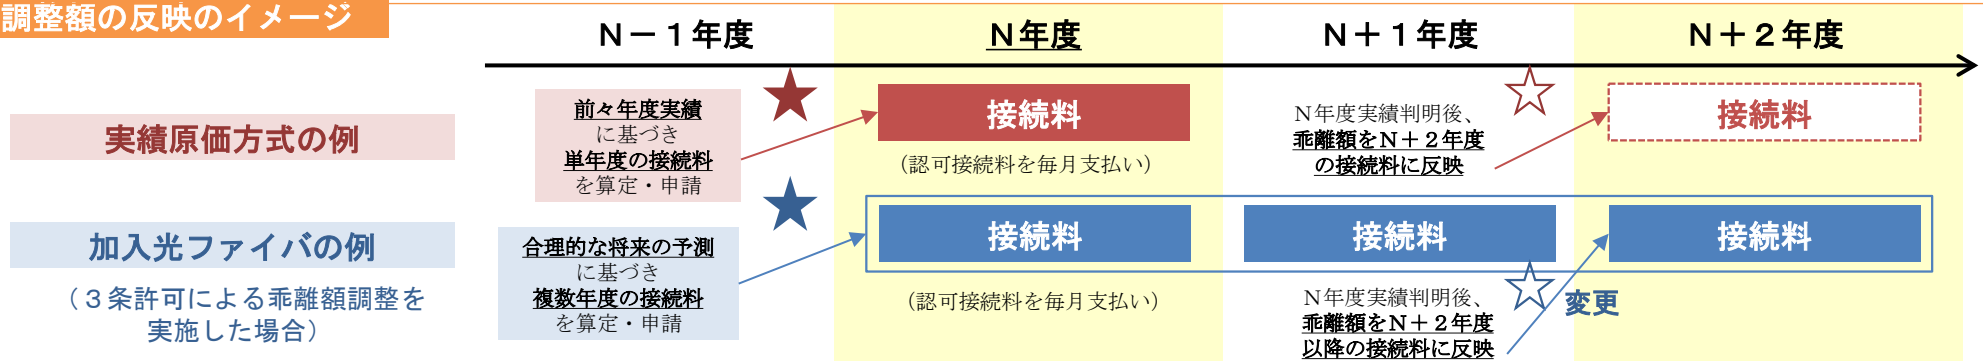 調整額の反映のイメージ
Ｎ－１年度
Ｎ年度
Ｎ＋１年度
Ｎ＋２年度
実績原価方式の例
前々年度実績
に基づき
単年度の接続料
を算定・申請
接続料
（認可接続料を毎月支払い）
Ｎ年度実績判明後、
乖離額をＮ＋２年度
の接続料に反映
接続料
加入光ファイバの例
（３条許可による乖離額調整を
実施した場合）
合理的な将来の予測
に基づき
複数年度の接続料
を算定・申請
接続料
（認可接続料を毎月支払い）
接続料
Ｎ年度実績判明後、
乖離額をＮ＋２年度
以降の接続料に反映
変更
接続料